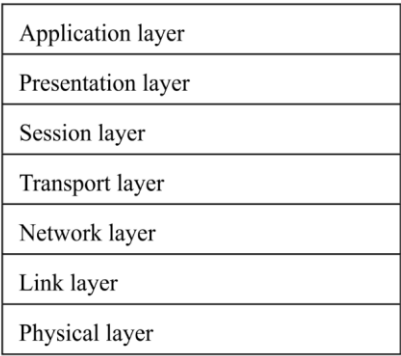 Application layer
Presentation layer
Session layer
Transport layer
Network layer
Link layer
Physical layer